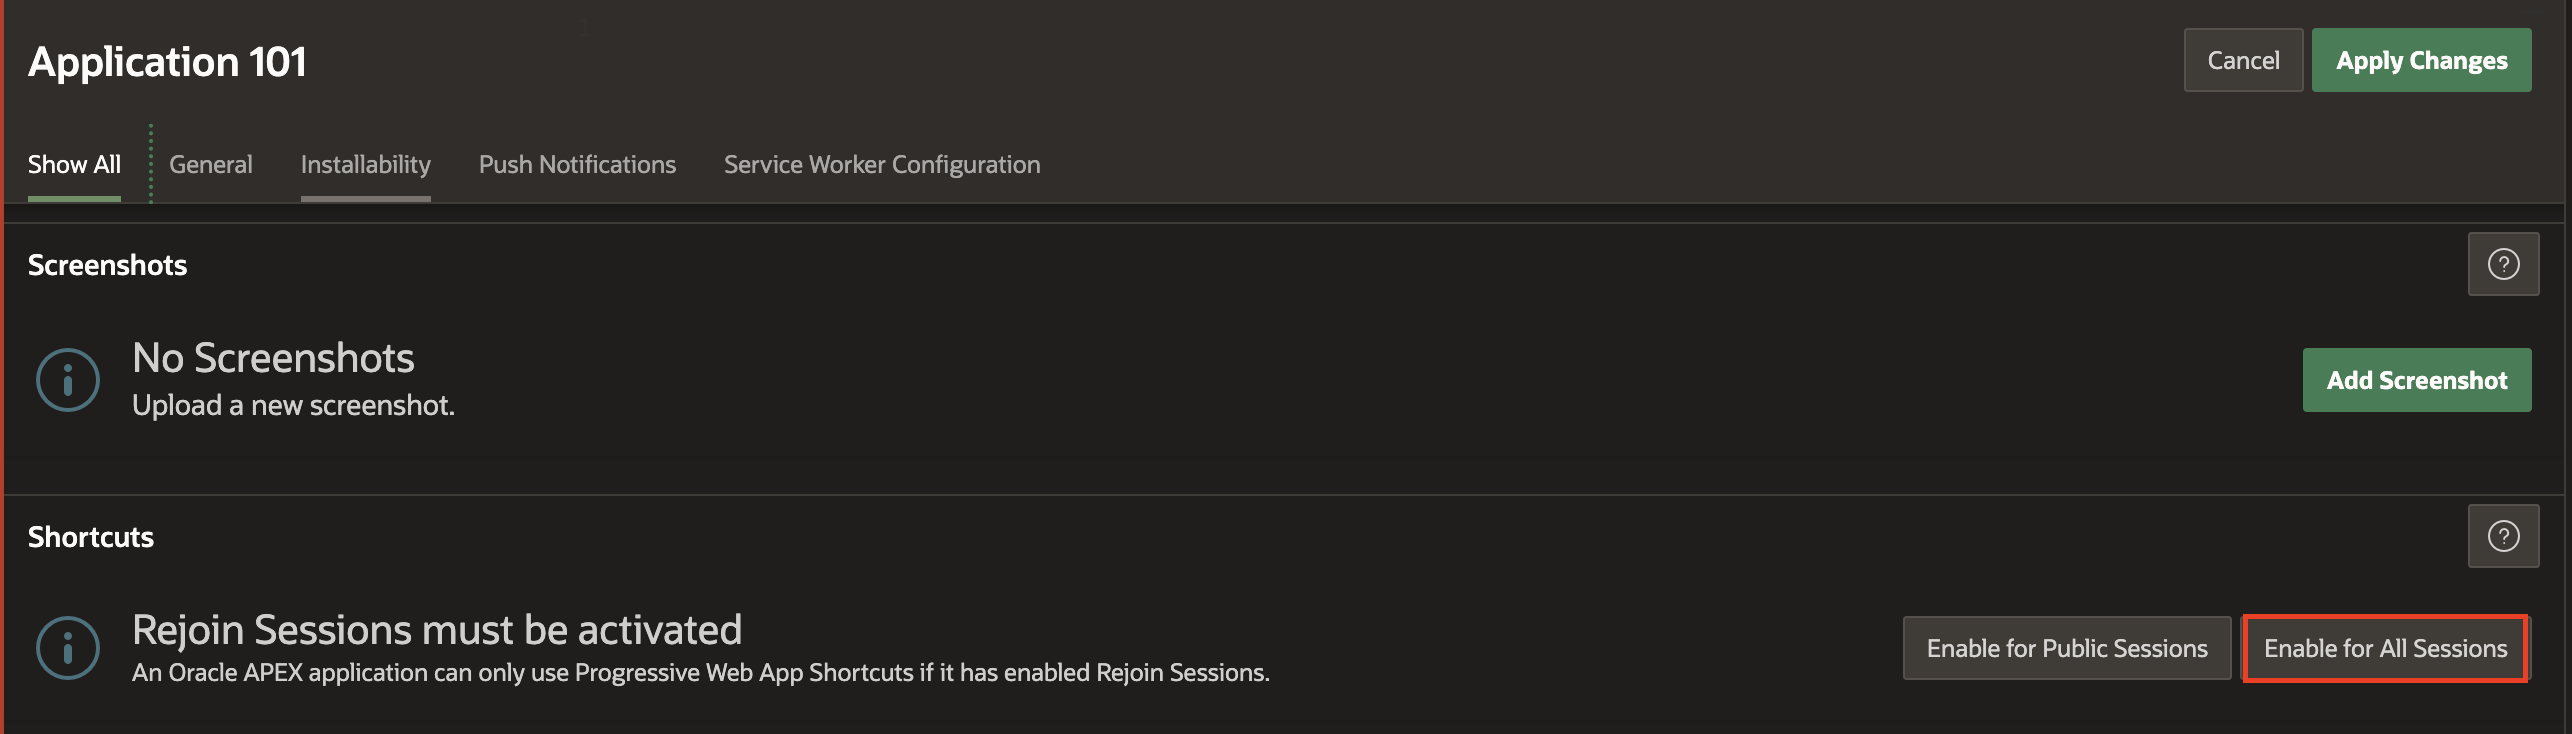 Application 101
Cancel
Apply Changes
Show All
General
Installability
Push Notifications
Service Worker Configuration
Screenshots
?
No Screenshots
Upload a new screenshot.
Add Screenshot
Shortcuts
?
Rejoin Sessions must be activated
An Oracle APEX application can only use Progressive Web App Shortcuts if it has enabled Rejoin Sessions.
Enable for Public Sessions
Enable for All Sessions